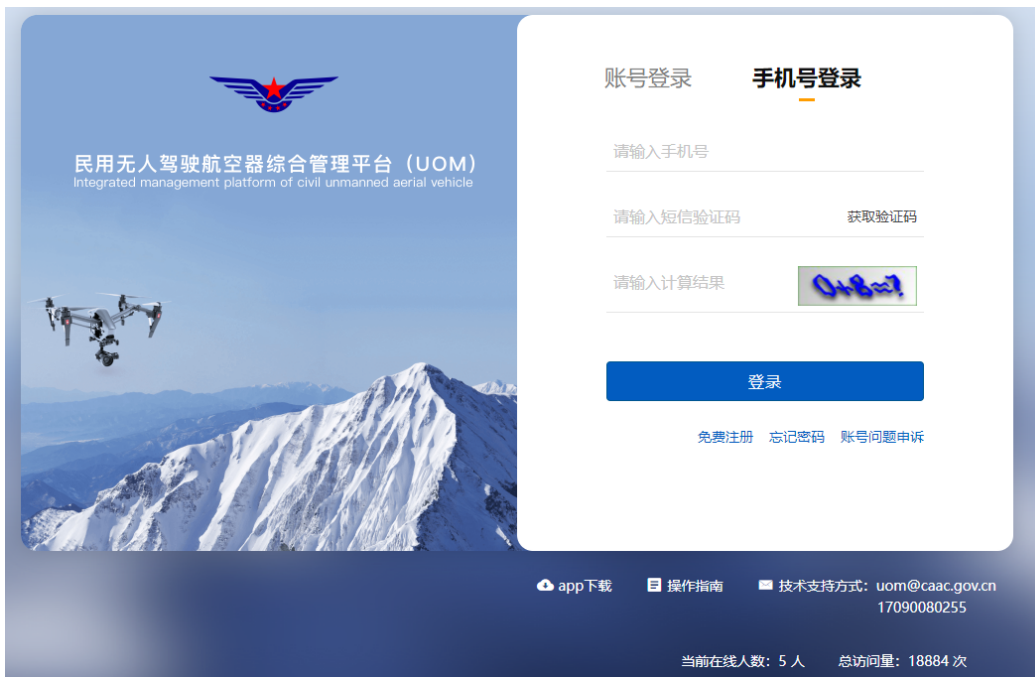 民用无人驾驶航空器综合管理平台（UOM）
Integrated management platform of civil unmanned aerial vehicle
账号登录 手机号登录
请输入手机号
请输入短信验证码 获取验证码
请输入计算结果 0+8=?
登录
免费注册 忘记密码 账号问题申诉
app下载 操作指南 技术支持方式：uom@caac.gov.cn
17090080255
当前在线人数：5 人 总访问量：18884 次